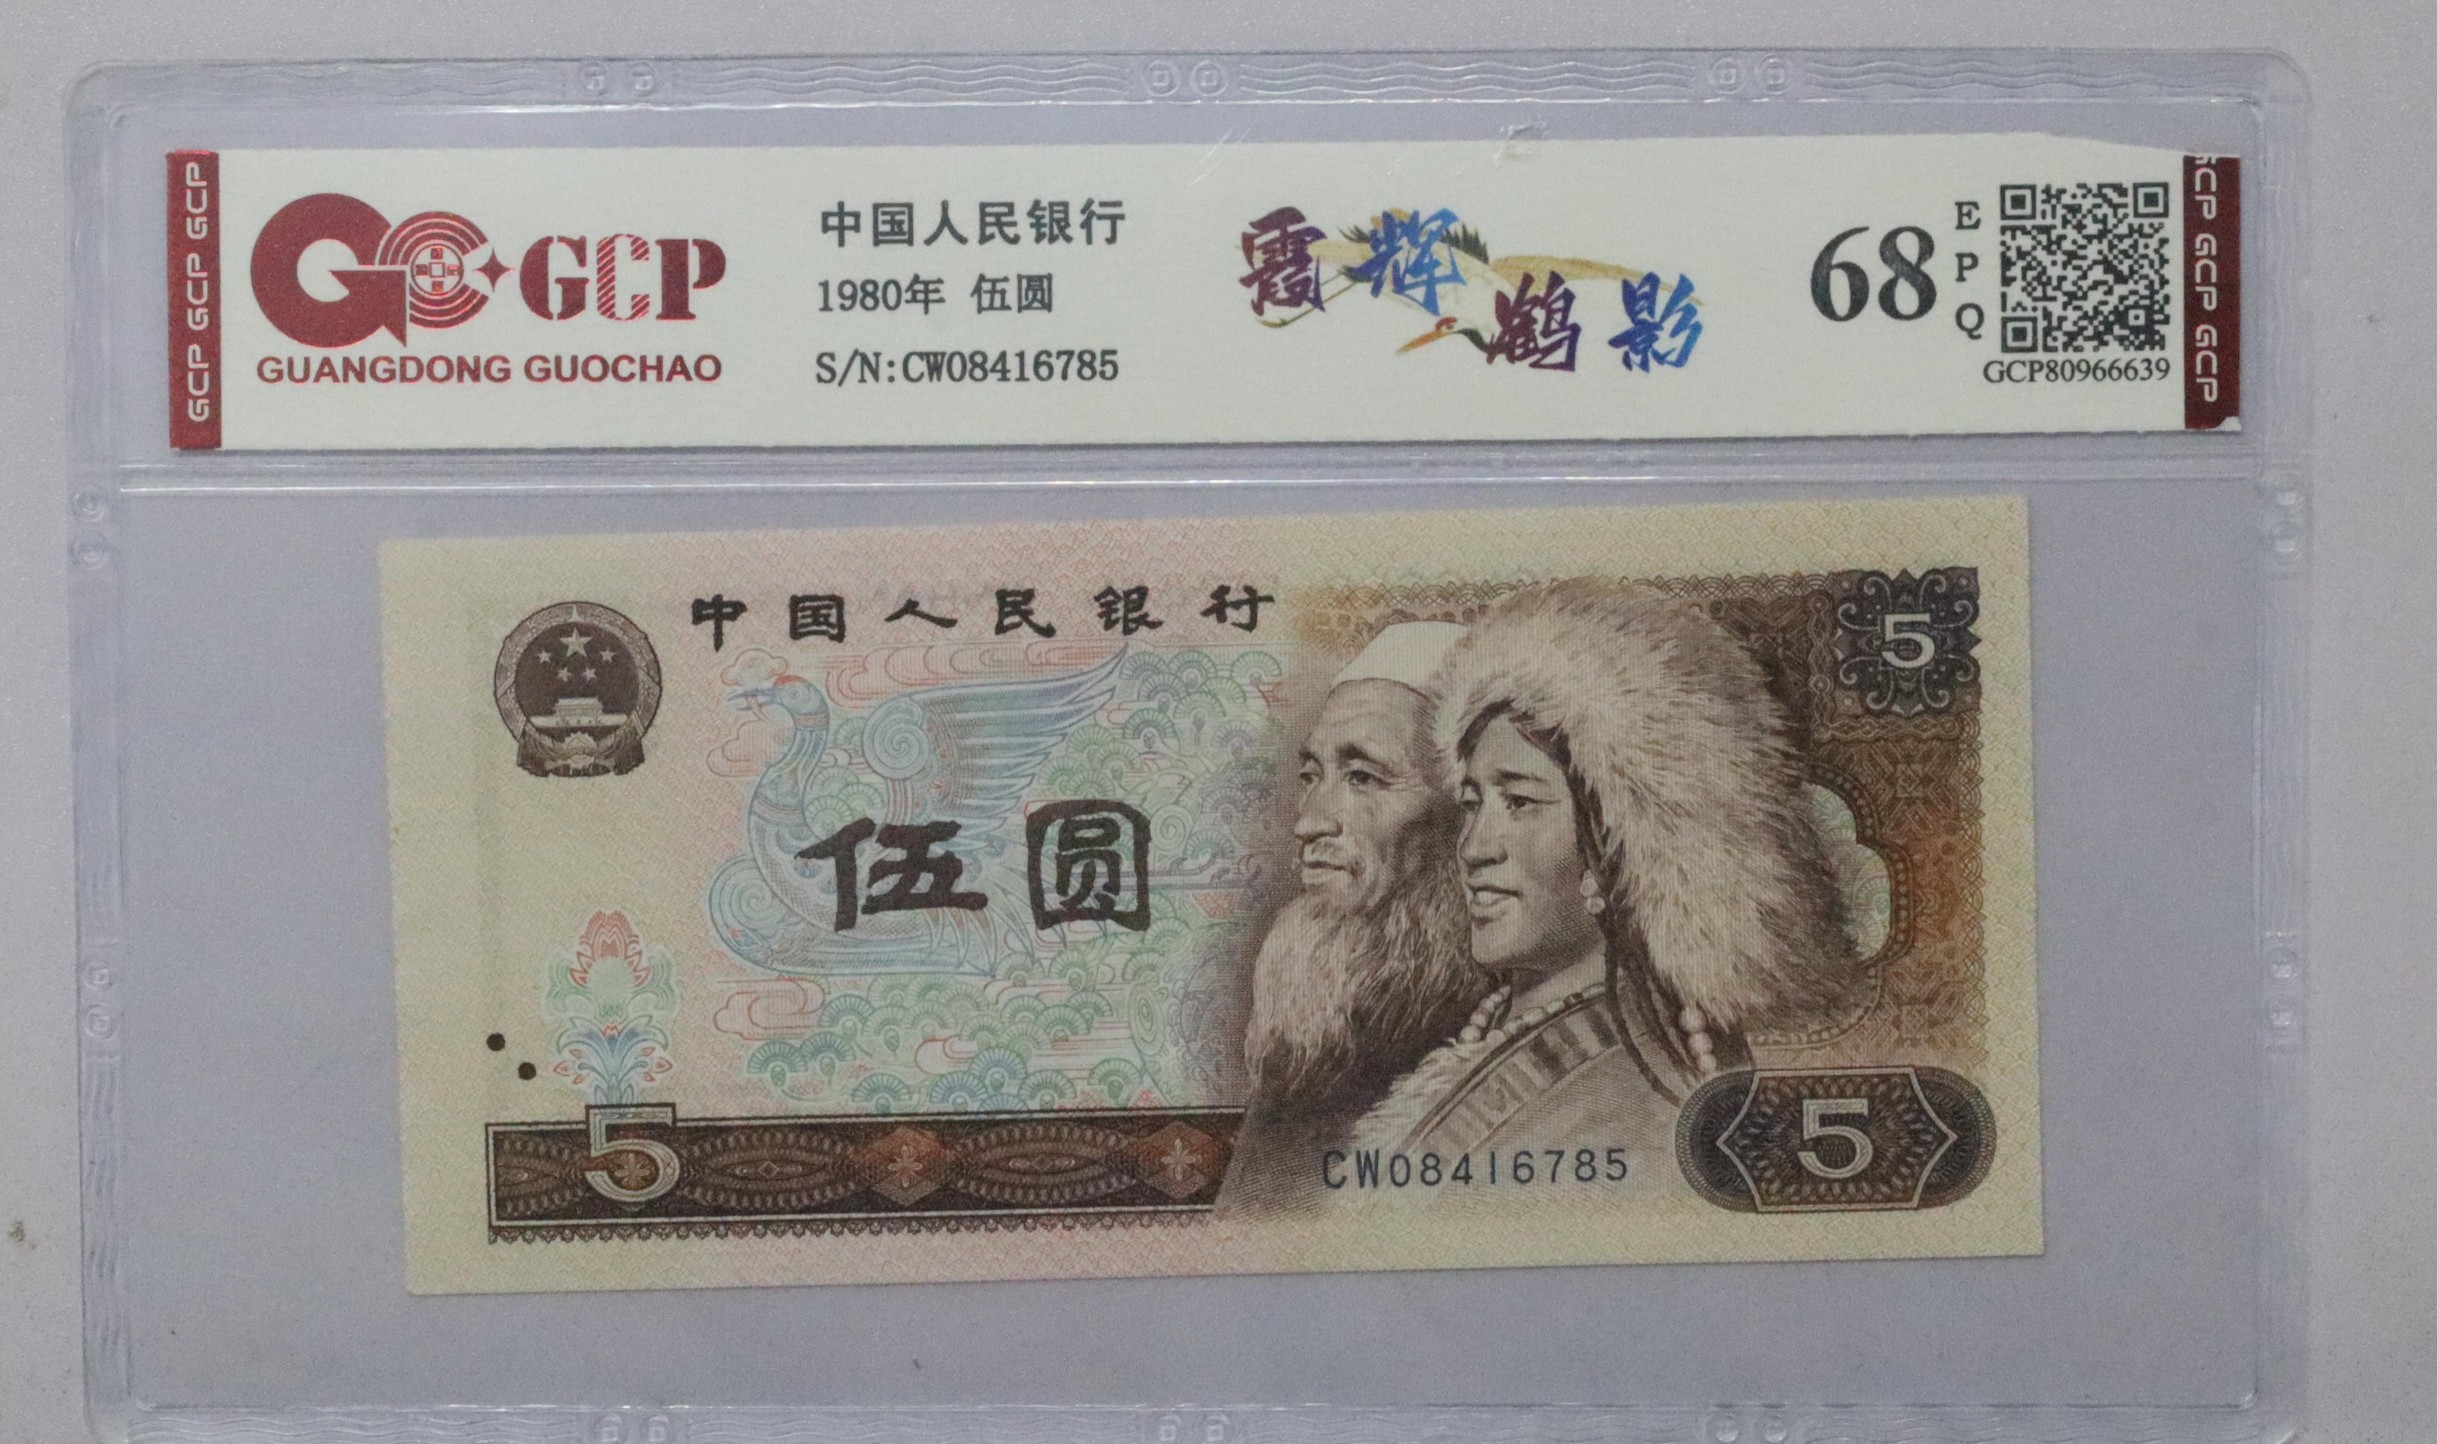 GCP GCP GCP
GCP
GUANGDONG GUOCHAO
中国人民银行
1980年 伍圆
S/N:CW08416785
霞辉
鹤影
68
EPQ
GCP80966639
GCP GCP GCP
中国人民银行
5
伍圆
5
CW08416785
5